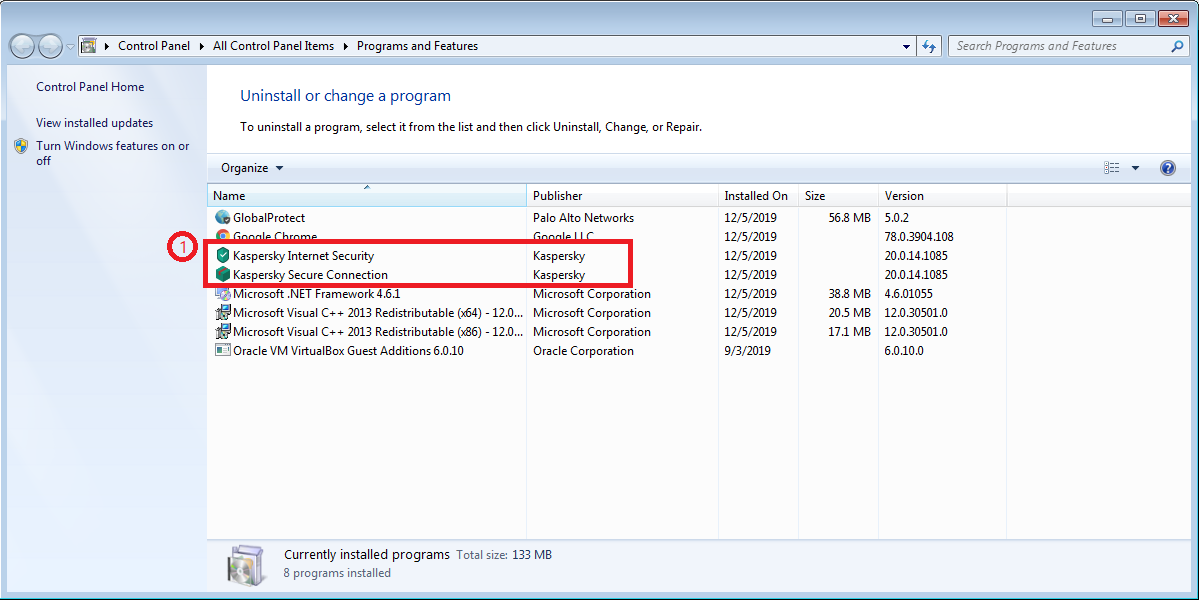 Control Panel All Control Panel Items Programs and Features Search Programs and Features
Control Panel Home
View installed updates
Turn Windows features on or
off
Uninstall or change a program
To uninstall a program, select it from the list and then click Uninstall, Change, or Repair.
Organize
Name Publisher Installed On Size Version
GlobalProtect Palo Alto Networks 12/5/2019 56.8 MB 5.0.2
Google Chrome Google LLC 12/5/2019 78.0.3904.108
1
Kaspersky Internet Security Kaspersky 12/5/2019 20.0.14.1085
Kaspersky Secure Connection Kaspersky 12/5/2019 20.0.14.1085
Microsoft .NET Framework 4.6.1 Microsoft Corporation 12/5/2019 38.8 MB 4.6.01055
Microsoft Visual C++ 2013 Redistributable (x64) - 12.0... Microsoft Corporation 12/5/2019 20.5 MB 12.0.30501.0
Microsoft Visual C++ 2013 Redistributable (x86) - 12.0... Microsoft Corporation 12/5/2019 17.1 MB 12.0.30501.0
Oracle VM VirtualBox Guest Additions 6.0.10 Oracle Corporation 9/3/2019 6.0.10.0
Currently installed programs Total size: 133 MB
8 programs installed